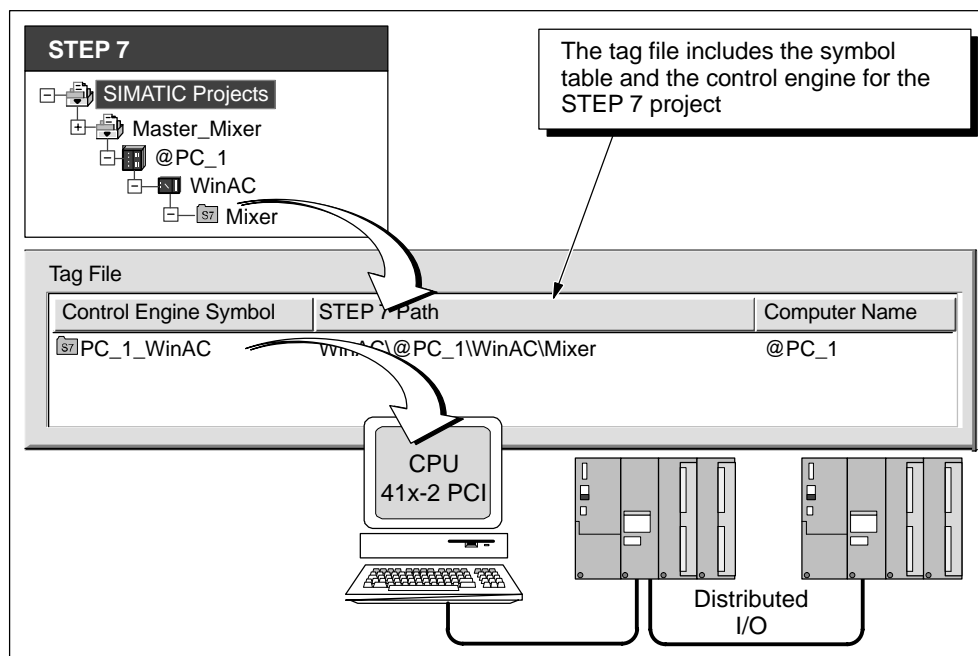 STEP 7
SIMATIC Projects
Master_Mixer
@PC_1
WinAC
S7 Mixer
The tag file includes the symbol
table and the control engine for the
STEP 7 project
Tag File
Control Engine Symbol STEP 7 Path Computer Name
S7 PC_1_WinAC WinAC\@PC_1\WinAC\Mixer @PC_1
CPU
41x-2 PCI
Distributed
I/O